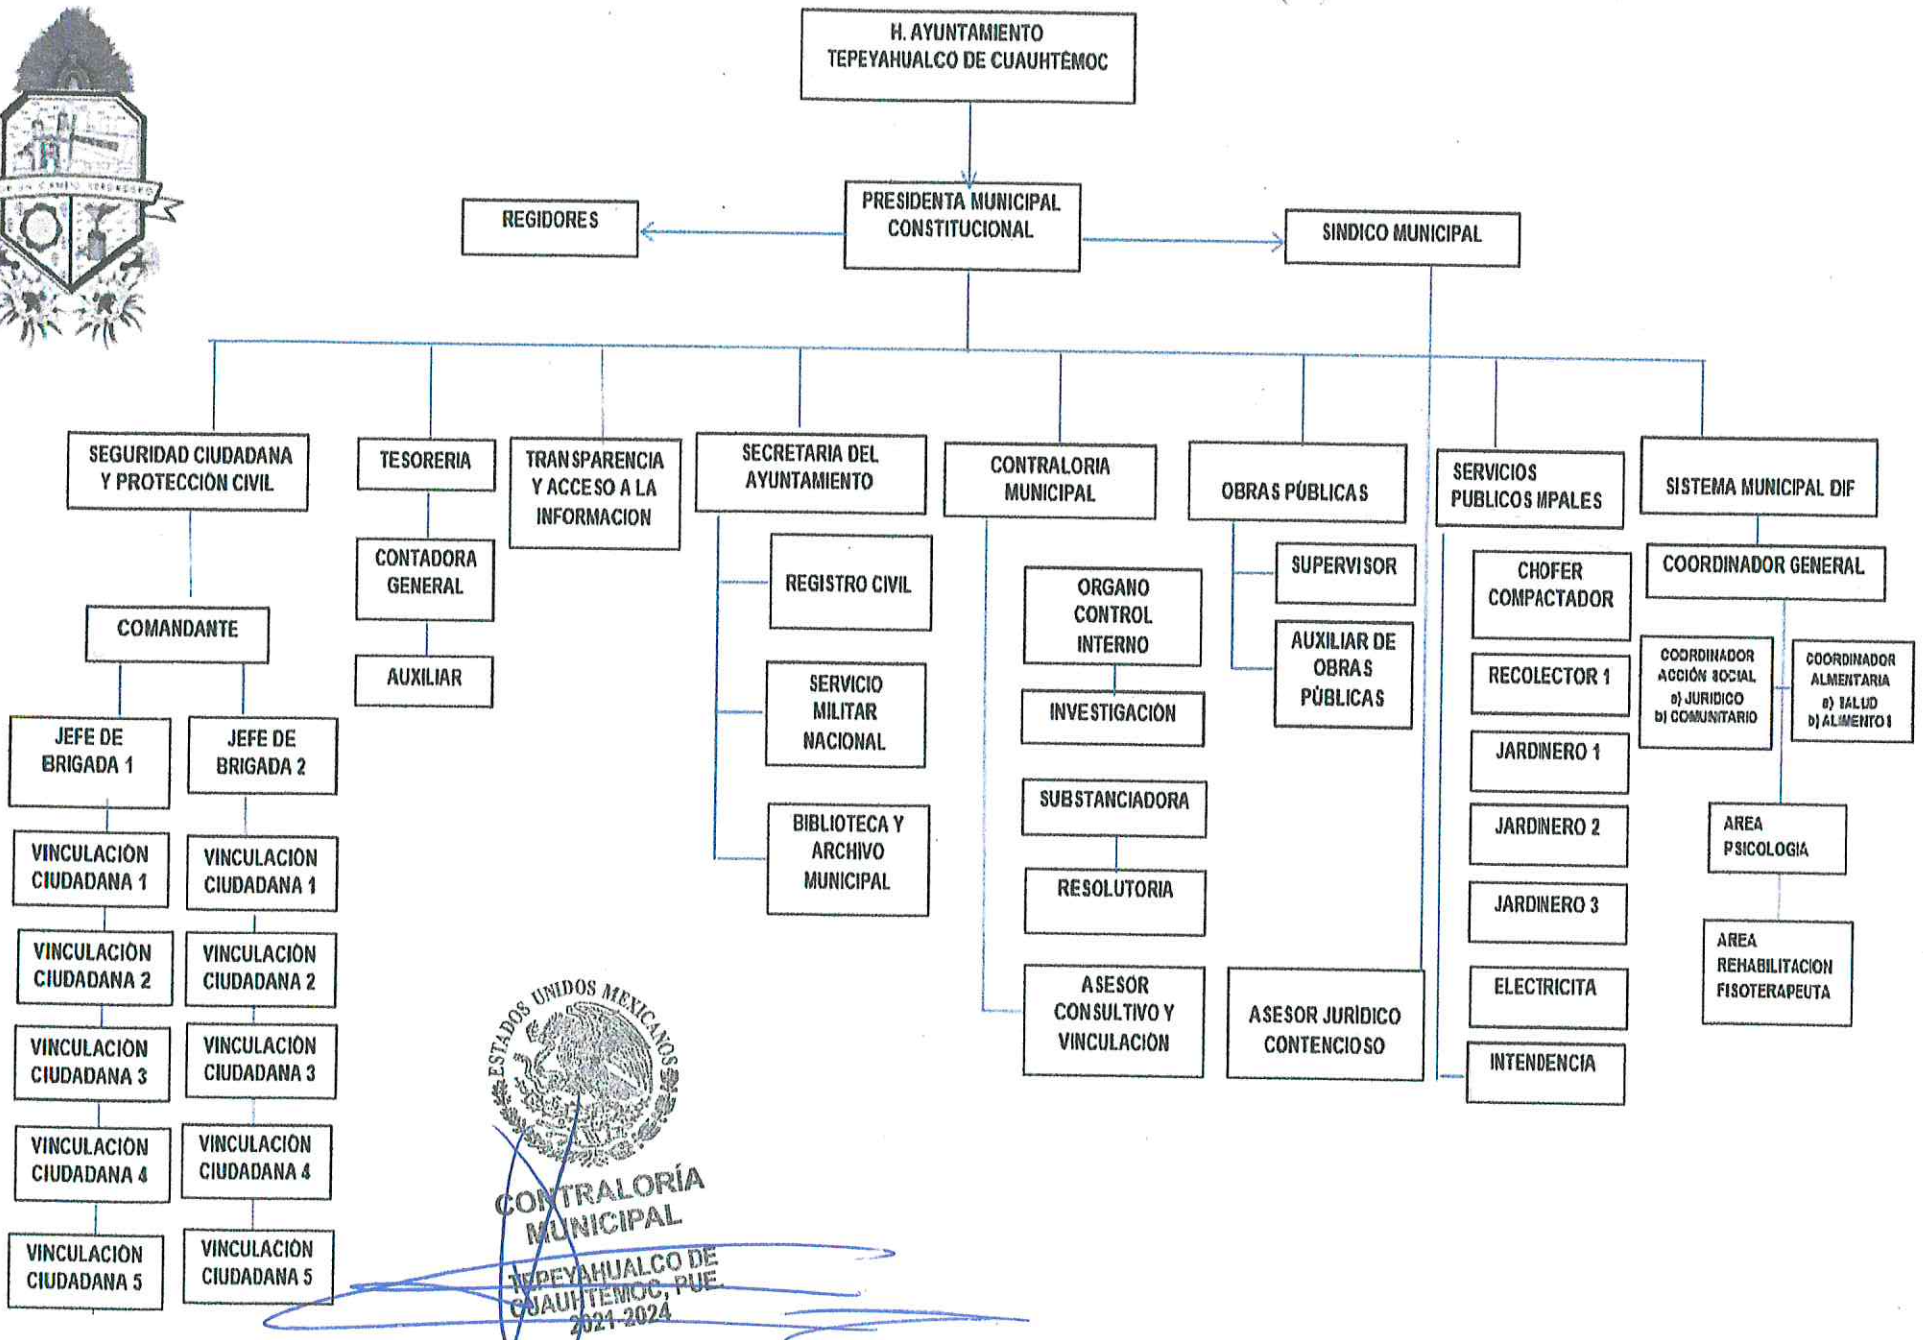 H. AYUNTAMIENTO
TEPEYAHUALCO DE CUAUHTÉMOC
PRESIDENTA MUNICIPAL
CONSTITUCIONAL
REGIDORES
SINDICO MUNICIPAL
SEGURIDAD CIUDADANA
Y PROTECCIÓN CIVIL
COMANDANTE
JEFE DE
BRIGADA 1
VINCULACIÓN
CIUDADANA 1
VINCULACIÓN
CIUDADANA 2
VINCULACIÓN
CIUDADANA 3
VINCULACIÓN
CIUDADANA 4
VINCULACIÓN
CIUDADANA 5
JEFE DE
BRIGADA 2
VINCULACIÓN
CIUDADANA 1
VINCULACIÓN
CIUDADANA 2
VINCULACIÓN
CIUDADANA 3
VINCULACIÓN
CIUDADANA 4
VINCULACIÓN
CIUDADANA 5
TESORERIA
CONTADORA
GENERAL
AUXILIAR
TRANSPARENCIA
Y ACCESO A LA
INFORMACION
SECRETARIA DEL
AYUNTAMIENTO
REGISTRO CIVIL
SERVICIO
MILITAR
NACIONAL
BIBLIOTECA Y
ARCHIVO
MUNICIPAL
CONTRALORIA
MUNICIPAL
ORGANO
CONTROL
INTERNO
INVESTIGACIÓN
SUBSTANCIADORA
RESOLUTORIA
ASESOR
CONSULTIVO Y
VINCULACIÓN
OBRAS PÚBLICAS
SUPERVISOR
AUXILIAR DE
OBRAS
PÚBLICAS
ASESOR JURÍDICO
CONTENCIOSO
SERVICIOS
PUBLICOS MPALES
CHOFER
COMPACTADOR
RECOLECTOR 1
JARDINERO 1
JARDINERO 2
JARDINERO 3
ELECTRICITA
INTENDENCIA
SISTEMA MUNICIPAL DIF
COORDINADOR GENERAL
COORDINADOR
ACCIÓN SOCIAL
a) JURIDICO
b) COMUNITARIO
COORDINADOR
ALMENTARIA
a) SALUD
b) ALIMENTOS
AREA
PSICOLOGIA
AREA
REHABILITACION
FISOTERAPEUTA
ESTADOS UNIDOS MEXICANOS
CONTRALORÍA
MUNICIPAL
TEPEYAHUALCO DE
CUAUHTEMOC, PUE.
2021-2024